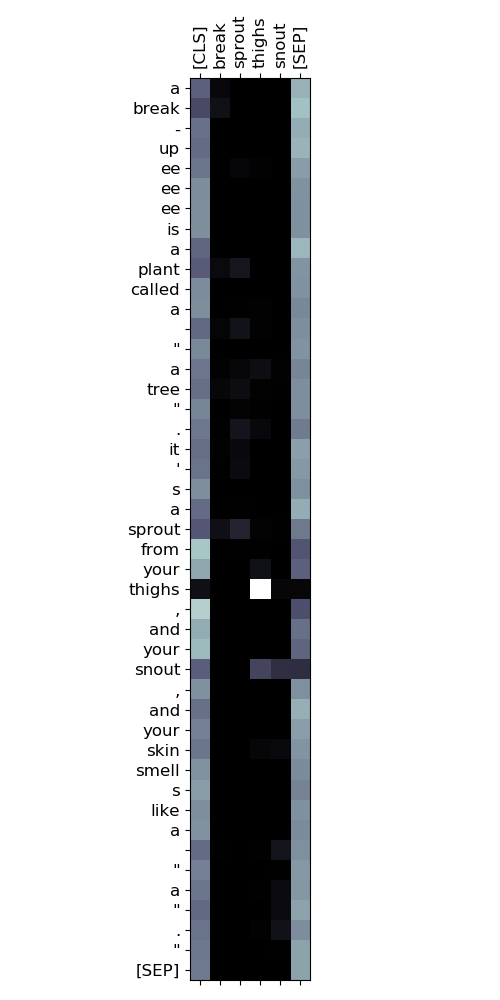 [CLS] break sprout thighs snout [SEP]
a
break
-
up
ee
ee
ee
is
a
plant
called
a
"
a
tree
"
.
it
'
s
a
sprout
from
your
thighs
,
and
your
snout
,
and
your
skin
smell
s
like
a
"
a
"
.
"
[SEP]